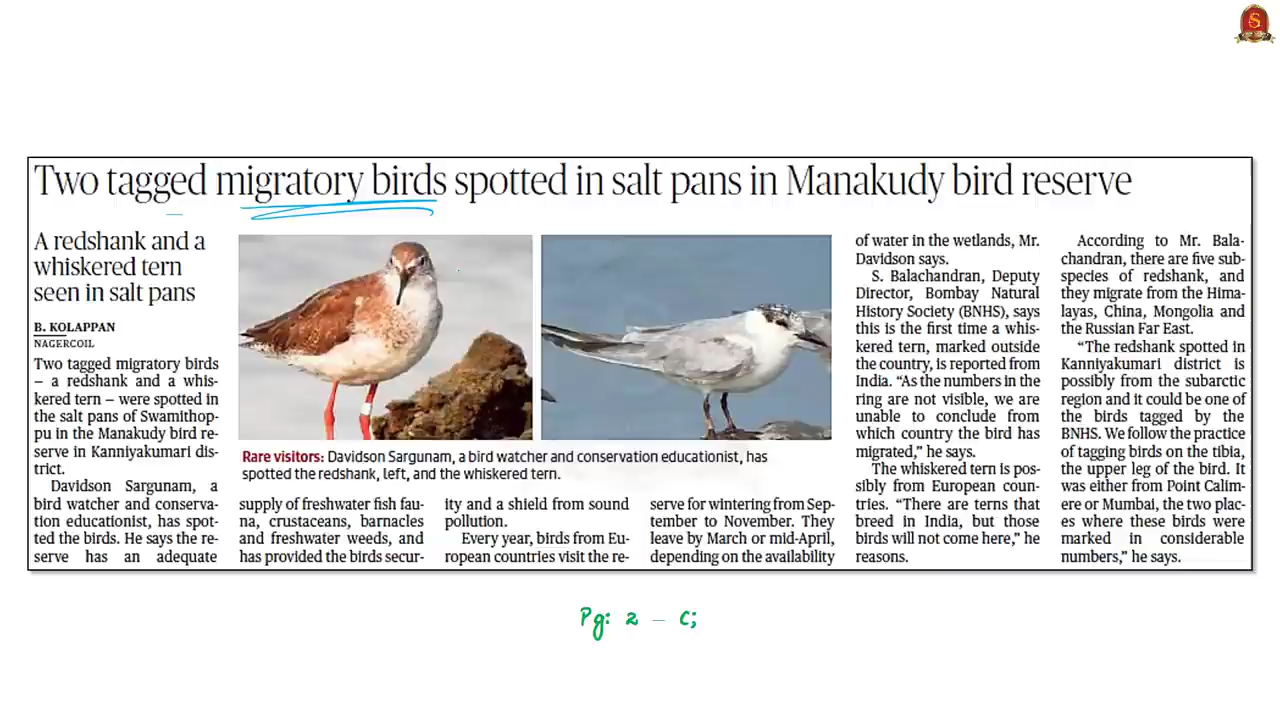 Two tagged migratory birds spotted in salt pans in Manakudy bird reserve
A redshank and a
whiskered tern
seen in salt pans
B. KOLAPPAN
NAGERCOIL
Two tagged migratory birds
– a redshank and a whis-
kered tern – were spotted in
the salt pans of Swamithop-
pu in the Manakudy bird re-
serve in Kanniyakumari dis-
trict.
Davidson Sargunam, a
bird watcher and conserva-
tion educationist, has spot-
ted the birds. He says the re-
serve has an adequate
Rare visitors: Davidson Sargunam, a bird watcher and conservation educationist, has
spotted the redshank, left, and the whiskered tern.
supply of freshwater fish fau-
na, crustaceans, barnacles
and freshwater weeds, and
has provided the birds secur-
ity and a shield from sound
pollution.
Every year, birds from Eu-
ropean countries visit the re-
serve for wintering from Sep-
tember to November. They
leave by March or mid-April,
depending on the availability
of water in the wetlands, Mr.
Davidson says.
S. Balachandran, Deputy
Director, Bombay Natural
History Society (BNHS), says
this is the first time a whis-
kered tern, marked outside
the country, is reported from
India. “As the numbers in the
ring are not visible, we are
unable to conclude from
which country the bird has
migrated,” he says.
The whiskered tern is pos-
sibly from European coun-
tries. “There are terns that
breed in India, but those
birds will not come here,” he
reasons.
According to Mr. Bala-
chandran, there are five sub-
species of redshank, and
they migrate from the Hima-
layas, China, Mongolia and
the Russian Far East.
“The redshank spotted in
Kanniyakumari district is
possibly from the subarctic
region and it could be one of
the birds tagged by the
BNHS. We follow the practice
of tagging birds on the tibia,
the upper leg of the bird. It
was either from Point Calim-
ere or Mumbai, the two plac-
es where these birds were
marked in considerable
numbers,” he says.
Pg: 2 – C;